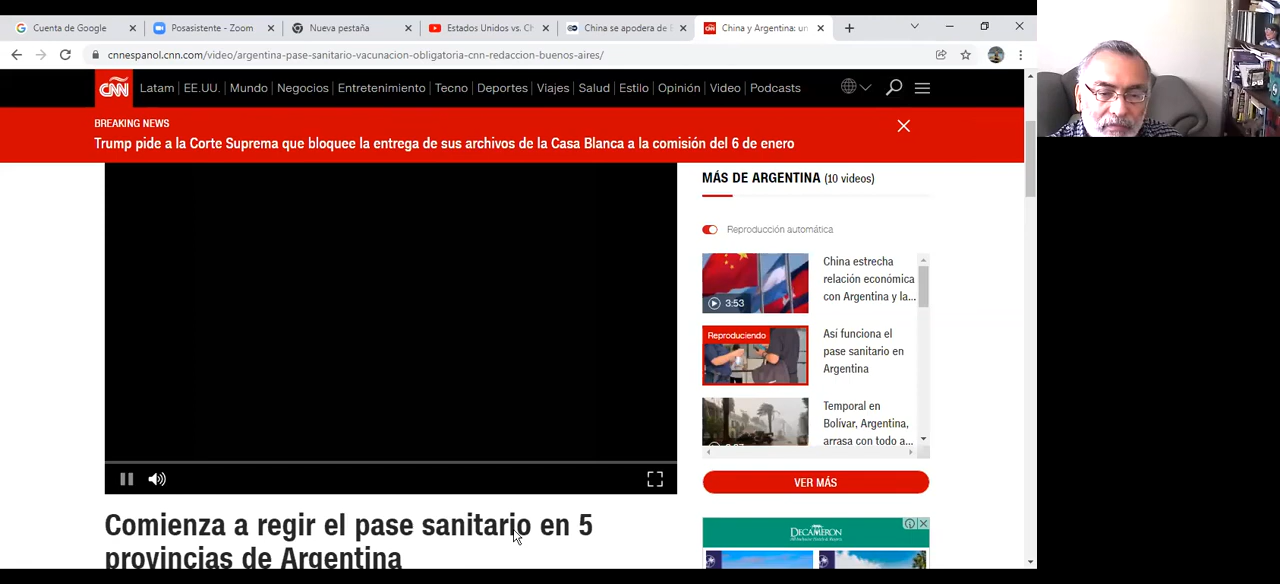 Cuenta de Google
Posasistente - Zoom
Nueva pestaña
Estados Unidos vs. Ch
China se apodera de E
China y Argentina: un
cnnespanol.cnn.com/video/argentina-pase-sanitario-vacunacion-obligatoria-cnn-redaccion-buenos-aires/
CNN
Latam | EE.UU. | Mundo | Negocios | Entretenimiento | Tecno | Deportes | Viajes | Salud | Estilo | Opinión | Video | Podcasts
BREAKING NEWS
Trump pide a la Corte Suprema que bloquee la entrega de sus archivos de la Casa Blanca a la comisión del 6 de enero
MÁS DE ARGENTINA (10 videos)
Reproducción automática
China estrecha
relación económica
con Argentina y la...
3:53
Reproduciendo
Así funciona el
pase sanitario en
Argentina
Temporal en
Bolívar, Argentina,
arrasa con todo a...
VER MÁS
Comienza a regir el pase sanitario en 5
provincias de Argentina
DECAMERON